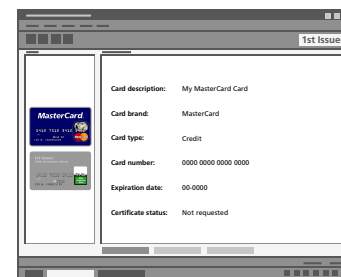 1st Issue
MasterCard
Card description: My MasterCard Card
Card brand: MasterCard
Card type: Credit
Card number: 0000 0000 0000 0000
Expiration date: 00-0000
Certificate status: Not requested